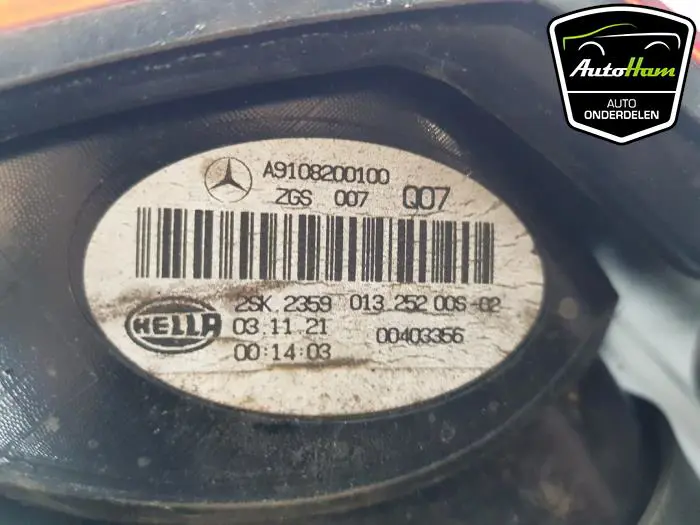 AutoHam
AUTO
ONDERDELEN
A9108200100
ZGS 007 Q07
2SK 2359 013 252 00S-02
HELLA
03.11.21 00403356
00:14:03